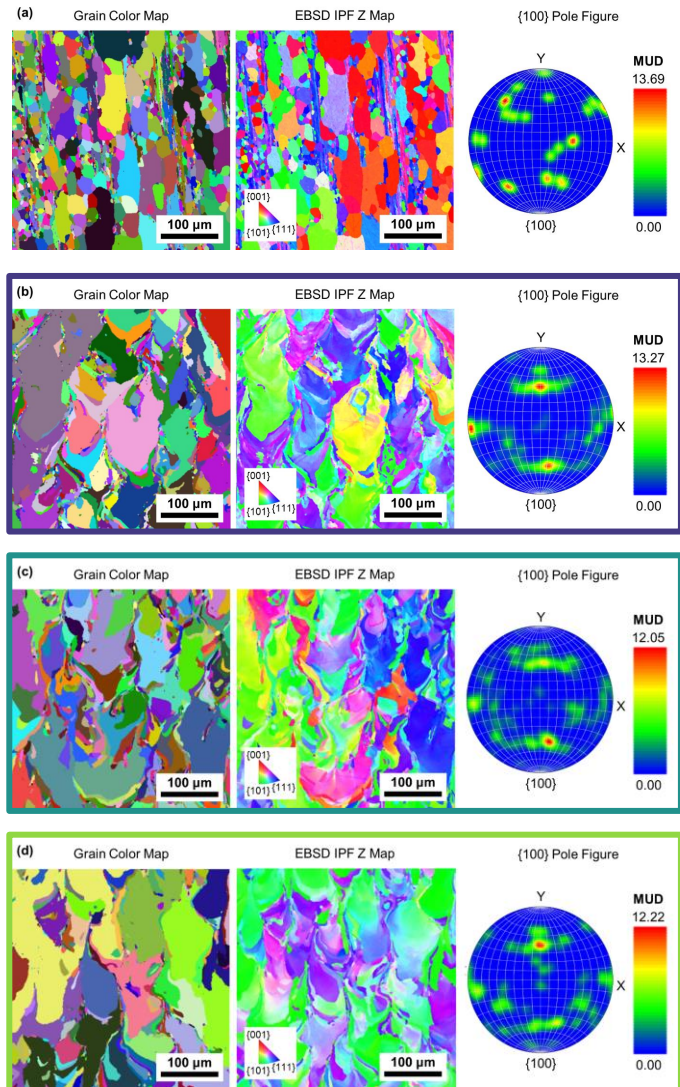 (a) Grain Color Map EBSD IPF Z Map {100} Pole Figure
MUD
13.69
Y
X
{001}
{101} {111}
100 µm 100 µm
{100}
0.00
(b) Grain Color Map EBSD IPF Z Map {100} Pole Figure
MUD
13.27
Y
X
{001}
{101} {111}
100 µm 100 µm
{100}
0.00
(c) Grain Color Map EBSD IPF Z Map {100} Pole Figure
MUD
12.05
Y
X
{001}
{101} {111}
100 µm 100 µm
{100}
0.00
(d) Grain Color Map EBSD IPF Z Map {100} Pole Figure
MUD
12.22
Y
X
{001}
{101} {111}
100 µm 100 µm
{100}
0.00